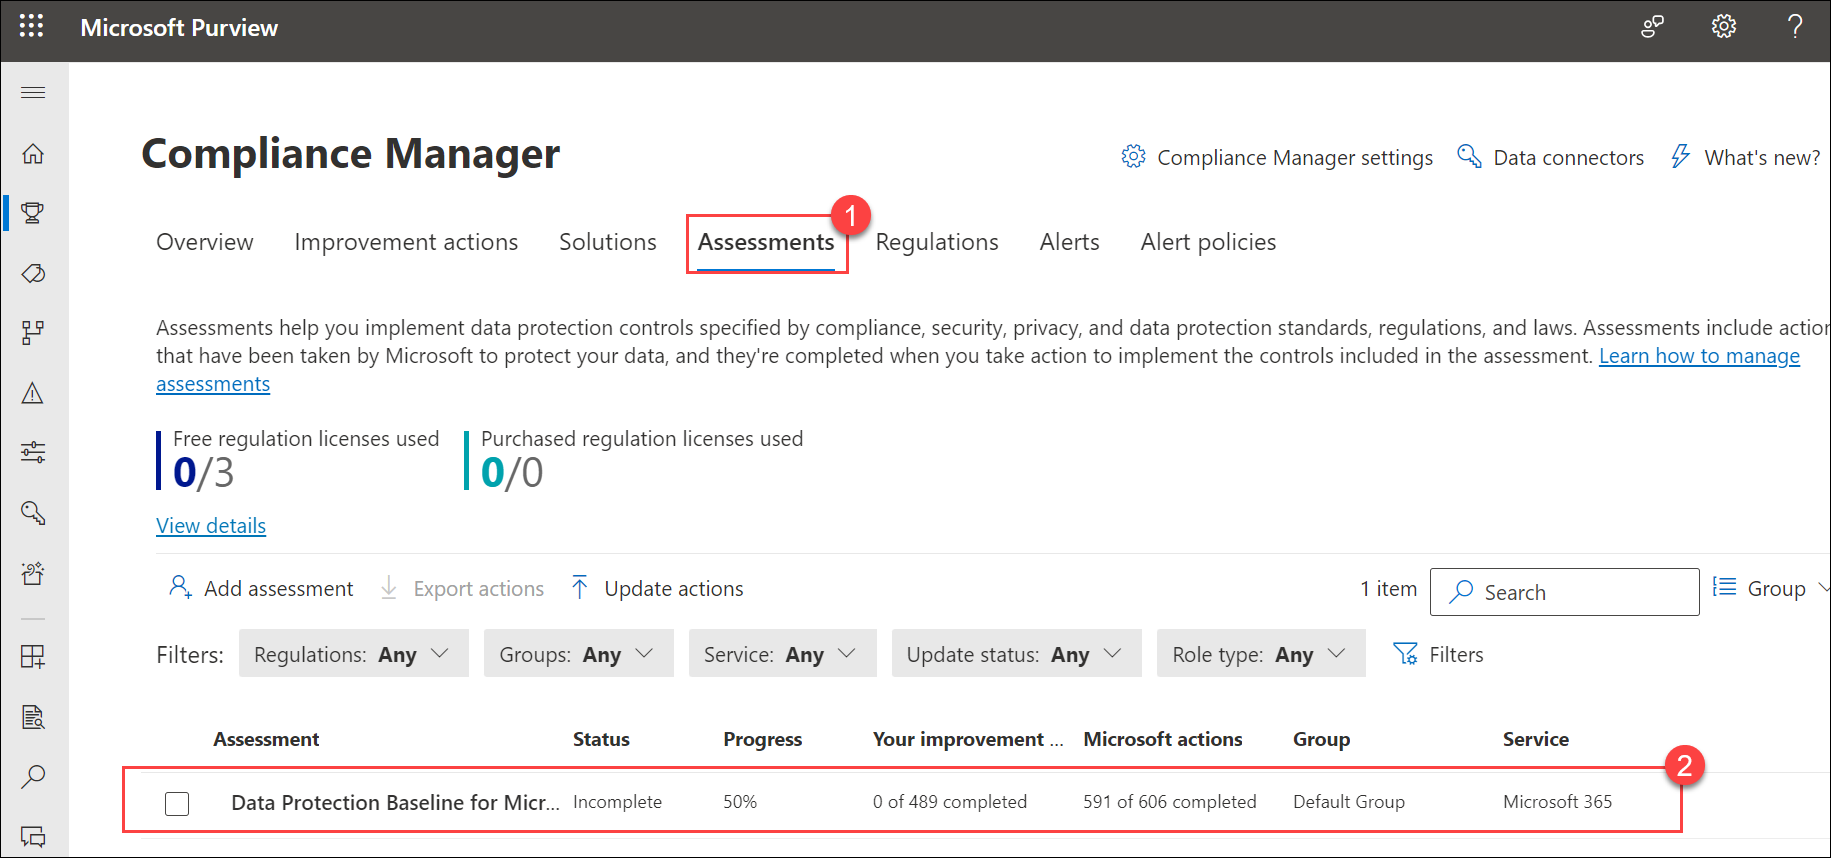 Microsoft Purview
?
Compliance Manager
Compliance Manager settings
Data connectors
What's new?
1
Overview
Improvement actions
Solutions
Assessments
Regulations
Alerts
Alert policies
Assessments help you implement data protection controls specified by compliance, security, privacy, and data protection standards, regulations, and laws. Assessments include action
that have been taken by Microsoft to protect your data, and they're completed when you take action to implement the controls included in the assessment. Learn how to manage
assessments
Free regulation licenses used
0/3
Purchased regulation licenses used
0/0
View details
Add assessment
Export actions
Update actions
1 item
Search
Group
Filters:
Regulations: Any
Groups: Any
Service: Any
Update status: Any
Role type: Any
Filters
Assessment
Status
Progress
Your improvement ...
Microsoft actions
Group
Service
2
Data Protection Baseline for Micr...
Incomplete
50%
0 of 489 completed
591 of 606 completed
Default Group
Microsoft 365